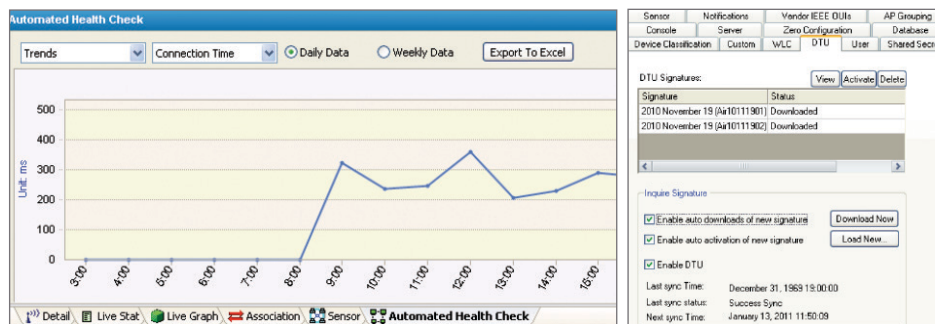 Automated Health Check
Trends Connection Time Daily Data Weekly Data Export To Excel
500
400
300
200
100
0
Unit: ms
3:00 4:00 5:00 6:00 7:00 8:00 9:00 10:00 11:00 12:00 13:00 14:00 15:00
Detail Live Stat Live Graph Association Sensor Automated Health Check
Sensor Notifications Vendor IEEE OUIs AP Grouping
Console Server Zero Configuration Database
Device Classification Custom WLC DTU User Shared Secre
DTU Signatures: View Activate Delete
Signature Status
2010 November 19 (Air10111901) Downloaded
2010 November 19 (Air10111902) Downloaded
Inquire Signature
Enable auto downloads of new signature Download Now
Enable auto activation of new signature Load New...
Enable DTU
Last sync Time: December 31, 1969 19:00:00
Last sync status: Success Sync
Next sync Time: January 13, 2011 11:50:09